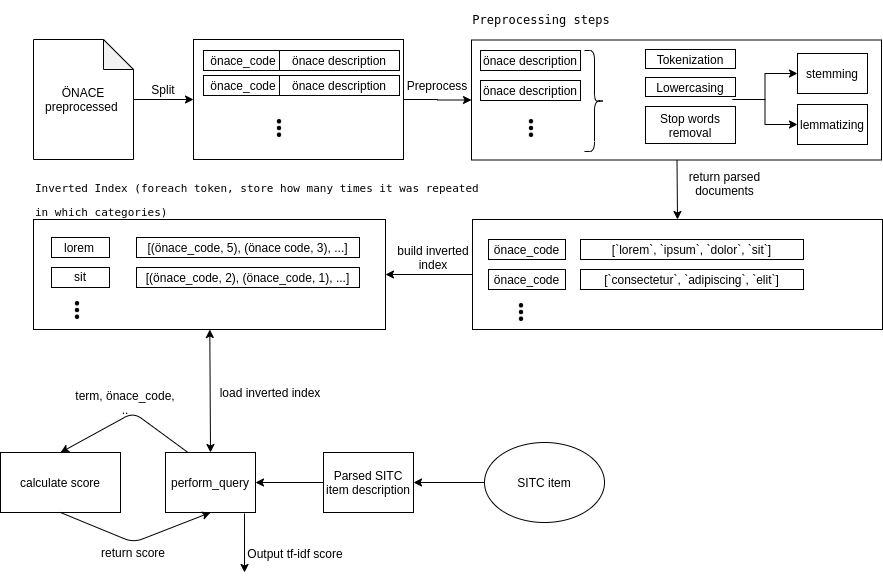 Preprocessing steps
ÖNACE
preprocessed
Split
önace_code önace description
önace_code önace description
Preprocess
önace description
önace description
Tokenization
Lowercasing
Stop words
removal
stemming
lemmatizing
return parsed
documents
Inverted Index (foreach token, store how many times it was repeated
in which categories)
lorem [(önace_code, 5), (önace code, 3), ...]
sit [(önace_code, 2), (önace_code, 1), ...]
build inverted
index
önace_code [`lorem`, `ipsum`, `dolor`, `sit`]
önace_code [`consectetur`, `adipiscing`, `elit`]
load inverted index
term, önace_code,
..
calculate score
perform_query
Parsed SITC
item description
SITC item
return score
Output tf-idf score